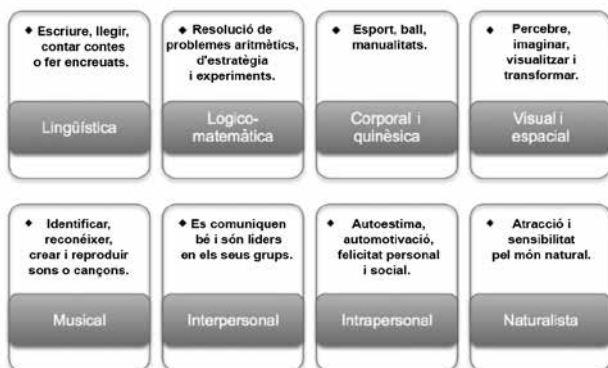 ◆ Escriure, llegir,
contar contes
o fer encreuats.
Lingüística
◆ Resolució de
problemes aritmètics,
d'estratègia
i experiments.
Logico-
matemàtica
◆ Esport, ball,
manualitats.
Corporal i
quinèsica
◆ Percebre,
imaginar,
visualitzar i
transformar.
Visual i
espacial
◆ Identificar,
reconéixer,
crear i reproduir
sons o cançons.
Musical
◆ Es comuniquen
bé i són líders
en els seus grups.
Interpersonal
◆ Autoestima,
automotivació,
felicitat personal
i social.
Intrapersonal
◆ Atracció i
sensibilitat
pel món natural.
Naturalista